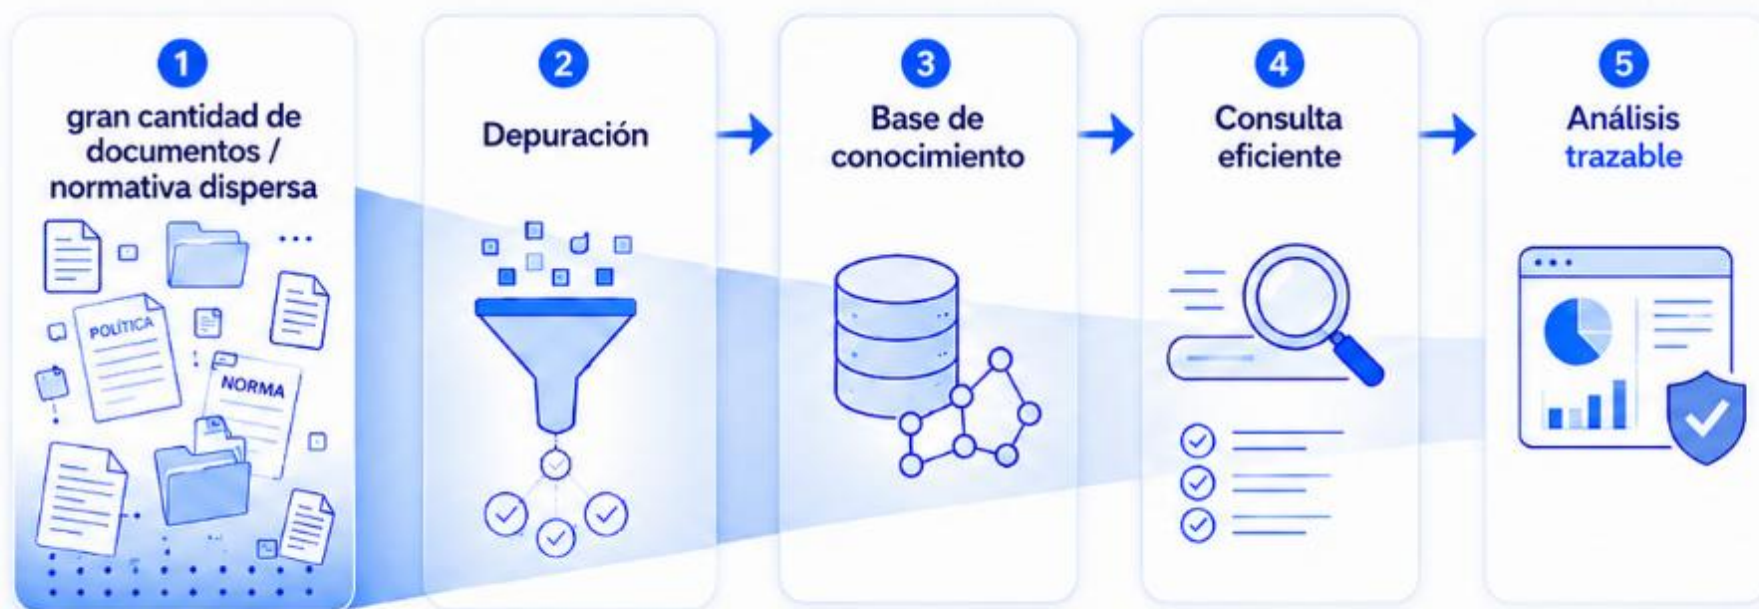 1
gran cantidad de
documentos /
normativa dispersa
POLÍTICA
NORMA
2
Depuración
3
Base de
conocimiento
4
Consulta
eficiente
5
Análisis
trazable